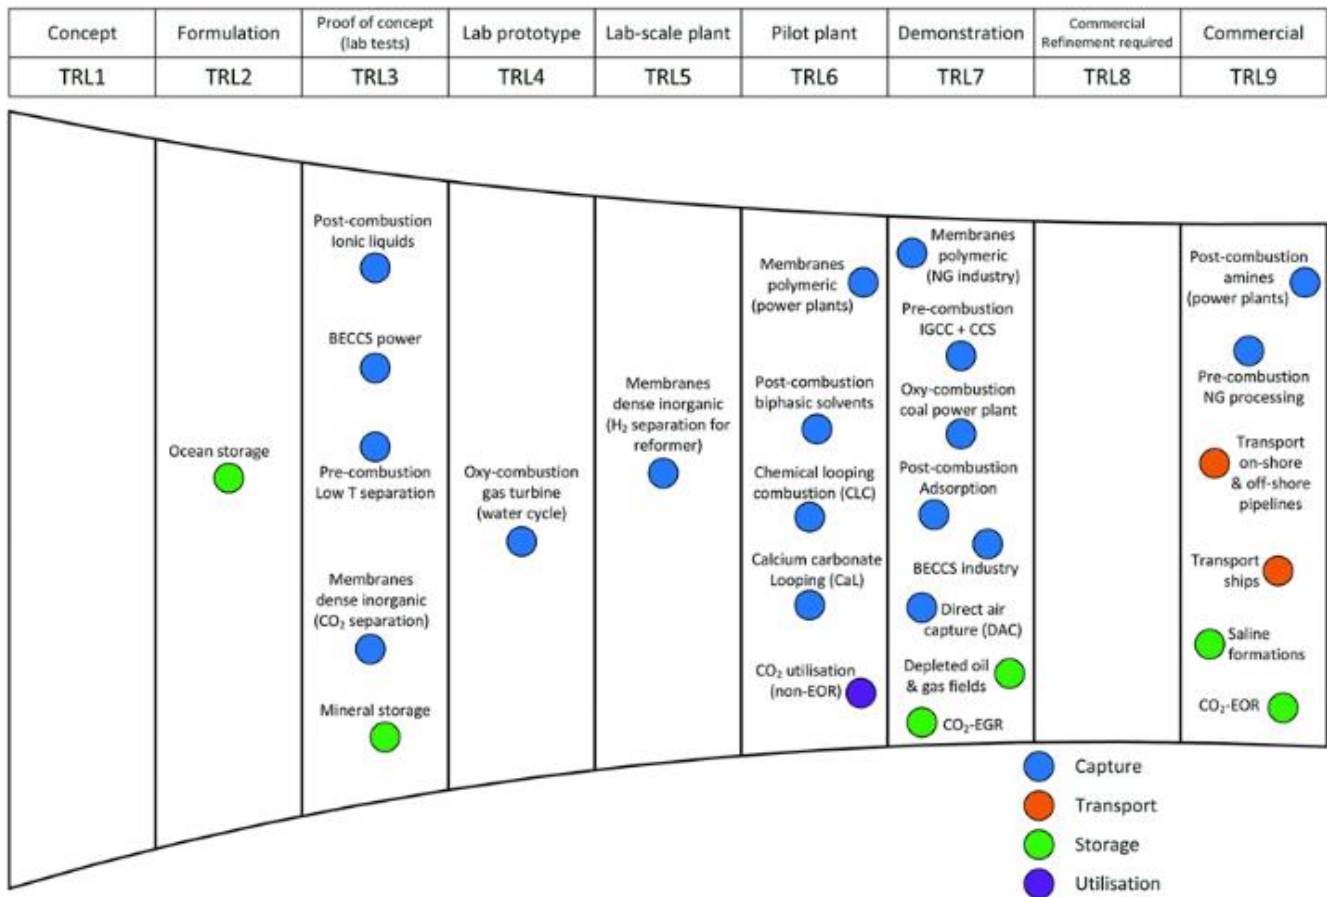 Concept
Formulation
Proof of concept
(lab tests)
Lab prototype
Lab-scale plant
Pilot plant
Demonstration
Commercial
Refinement required
Commercial
TRL1
TRL2
TRL3
TRL4
TRL5
TRL6
TRL7
TRL8
TRL9
Ocean storage
Post-combustion
Ionic liquids
BECCS power
Pre-combustion
Low T separation
Membranes
dense inorganic
(CO₂ separation)
Mineral storage
Oxy-combustion
gas turbine
(water cycle)
Membranes
dense inorganic
(H₂ separation for
reformer)
Membranes
polymeric
(power plants)
Post-combustion
biphasic solvents
Chemical looping
combustion (CLC)
Calcium carbonate
Looping (CaL)
CO₂ utilisation
(non-EOR)
Membranes
polymeric
(NG industry)
Pre-combustion
IGCC + CCS
Oxy-combustion
coal power plant
Post-combustion
Adsorption
BECCS industry
Direct air
capture (DAC)
Depleted oil
& gas fields
CO₂-EGR
Post-combustion
amines
(power plants)
Pre-combustion
NG processing
Transport
on-shore
& off-shore
pipelines
Transport
ships
Saline
formations
CO₂-EOR
Capture
Transport
Storage
Utilisation